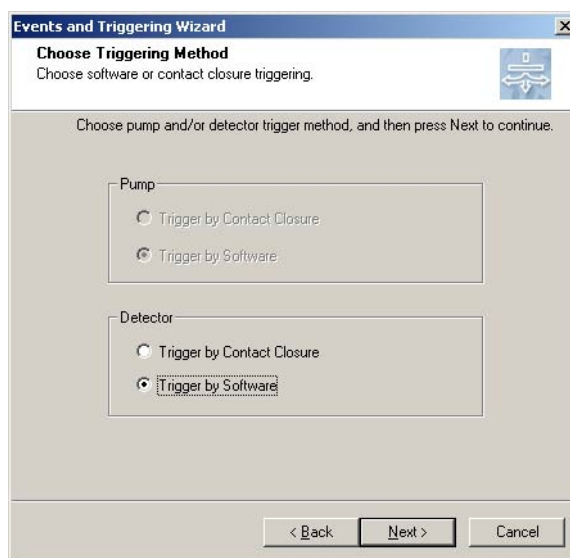 Events and Triggering Wizard
Choose Triggering Method
Choose software or contact closure triggering.
Choose pump and/or detector trigger method, and then press Next to continue.
Pump
Trigger by Contact Closure
Trigger by Software
Detector
Trigger by Contact Closure
Trigger by Software
< Back Next > Cancel